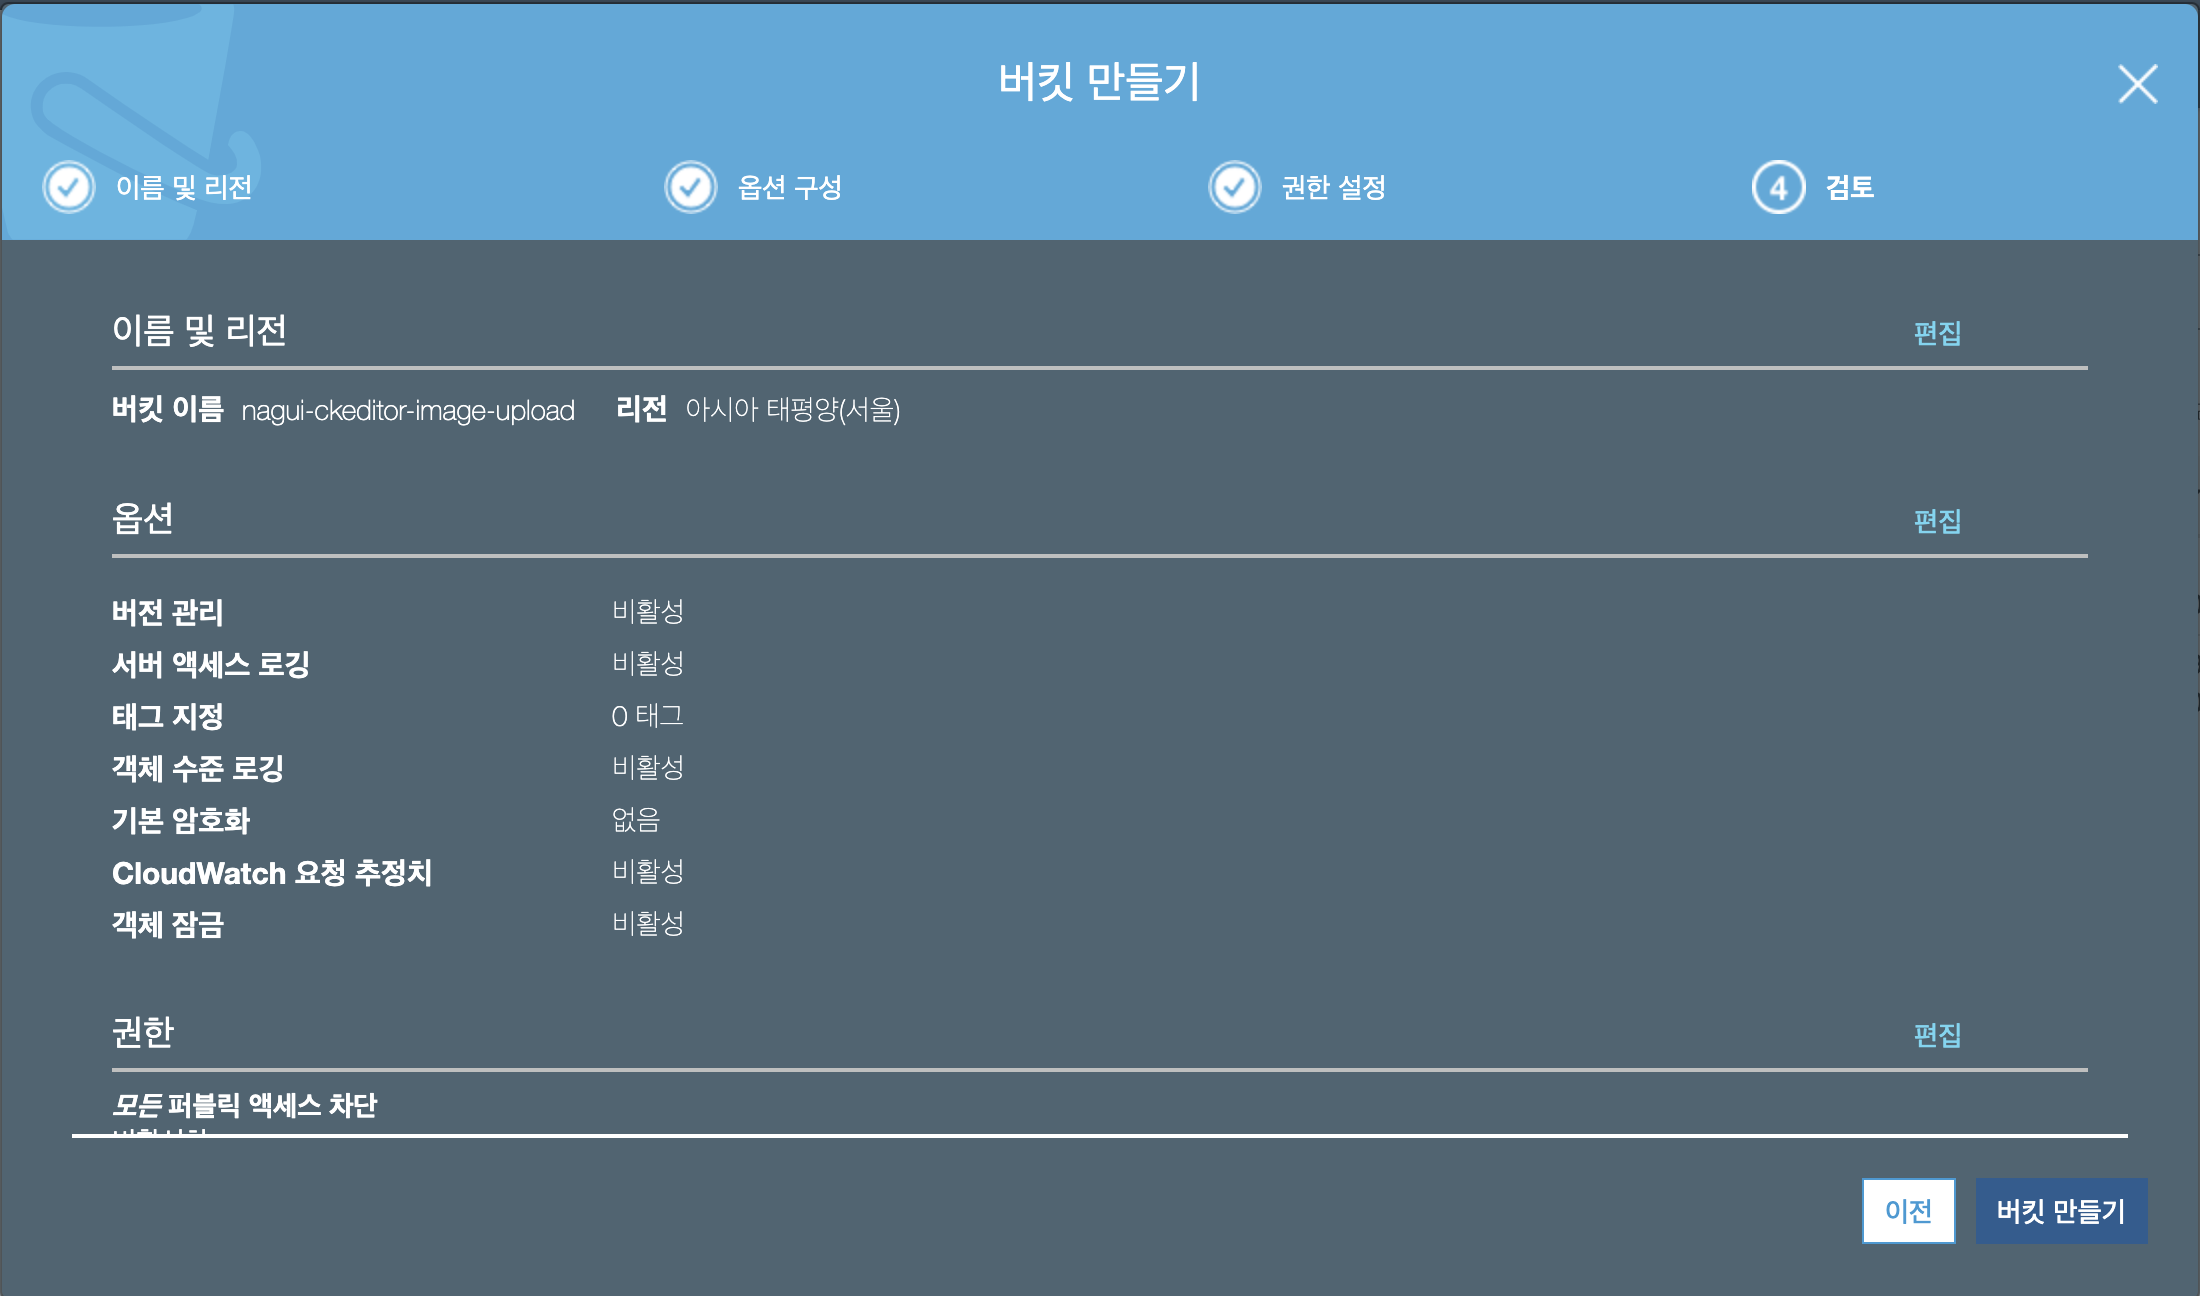 버킷 만들기
이름 및 리전
옵션 구성
권한 설정
4 검토
이름 및 리전 편집
버킷 이름 nagui-ckeditor-image-upload 리전 아시아 태평양(서울)
옵션 편집
버전 관리 비활성
서버 액세스 로깅 비활성
태그 지정 0 태그
객체 수준 로깅 비활성
기본 암호화 없음
CloudWatch 요청 추정치 비활성
객체 잠금 비활성
권한 편집
모든 퍼블릭 액세스 차단
이전 버킷 만들기